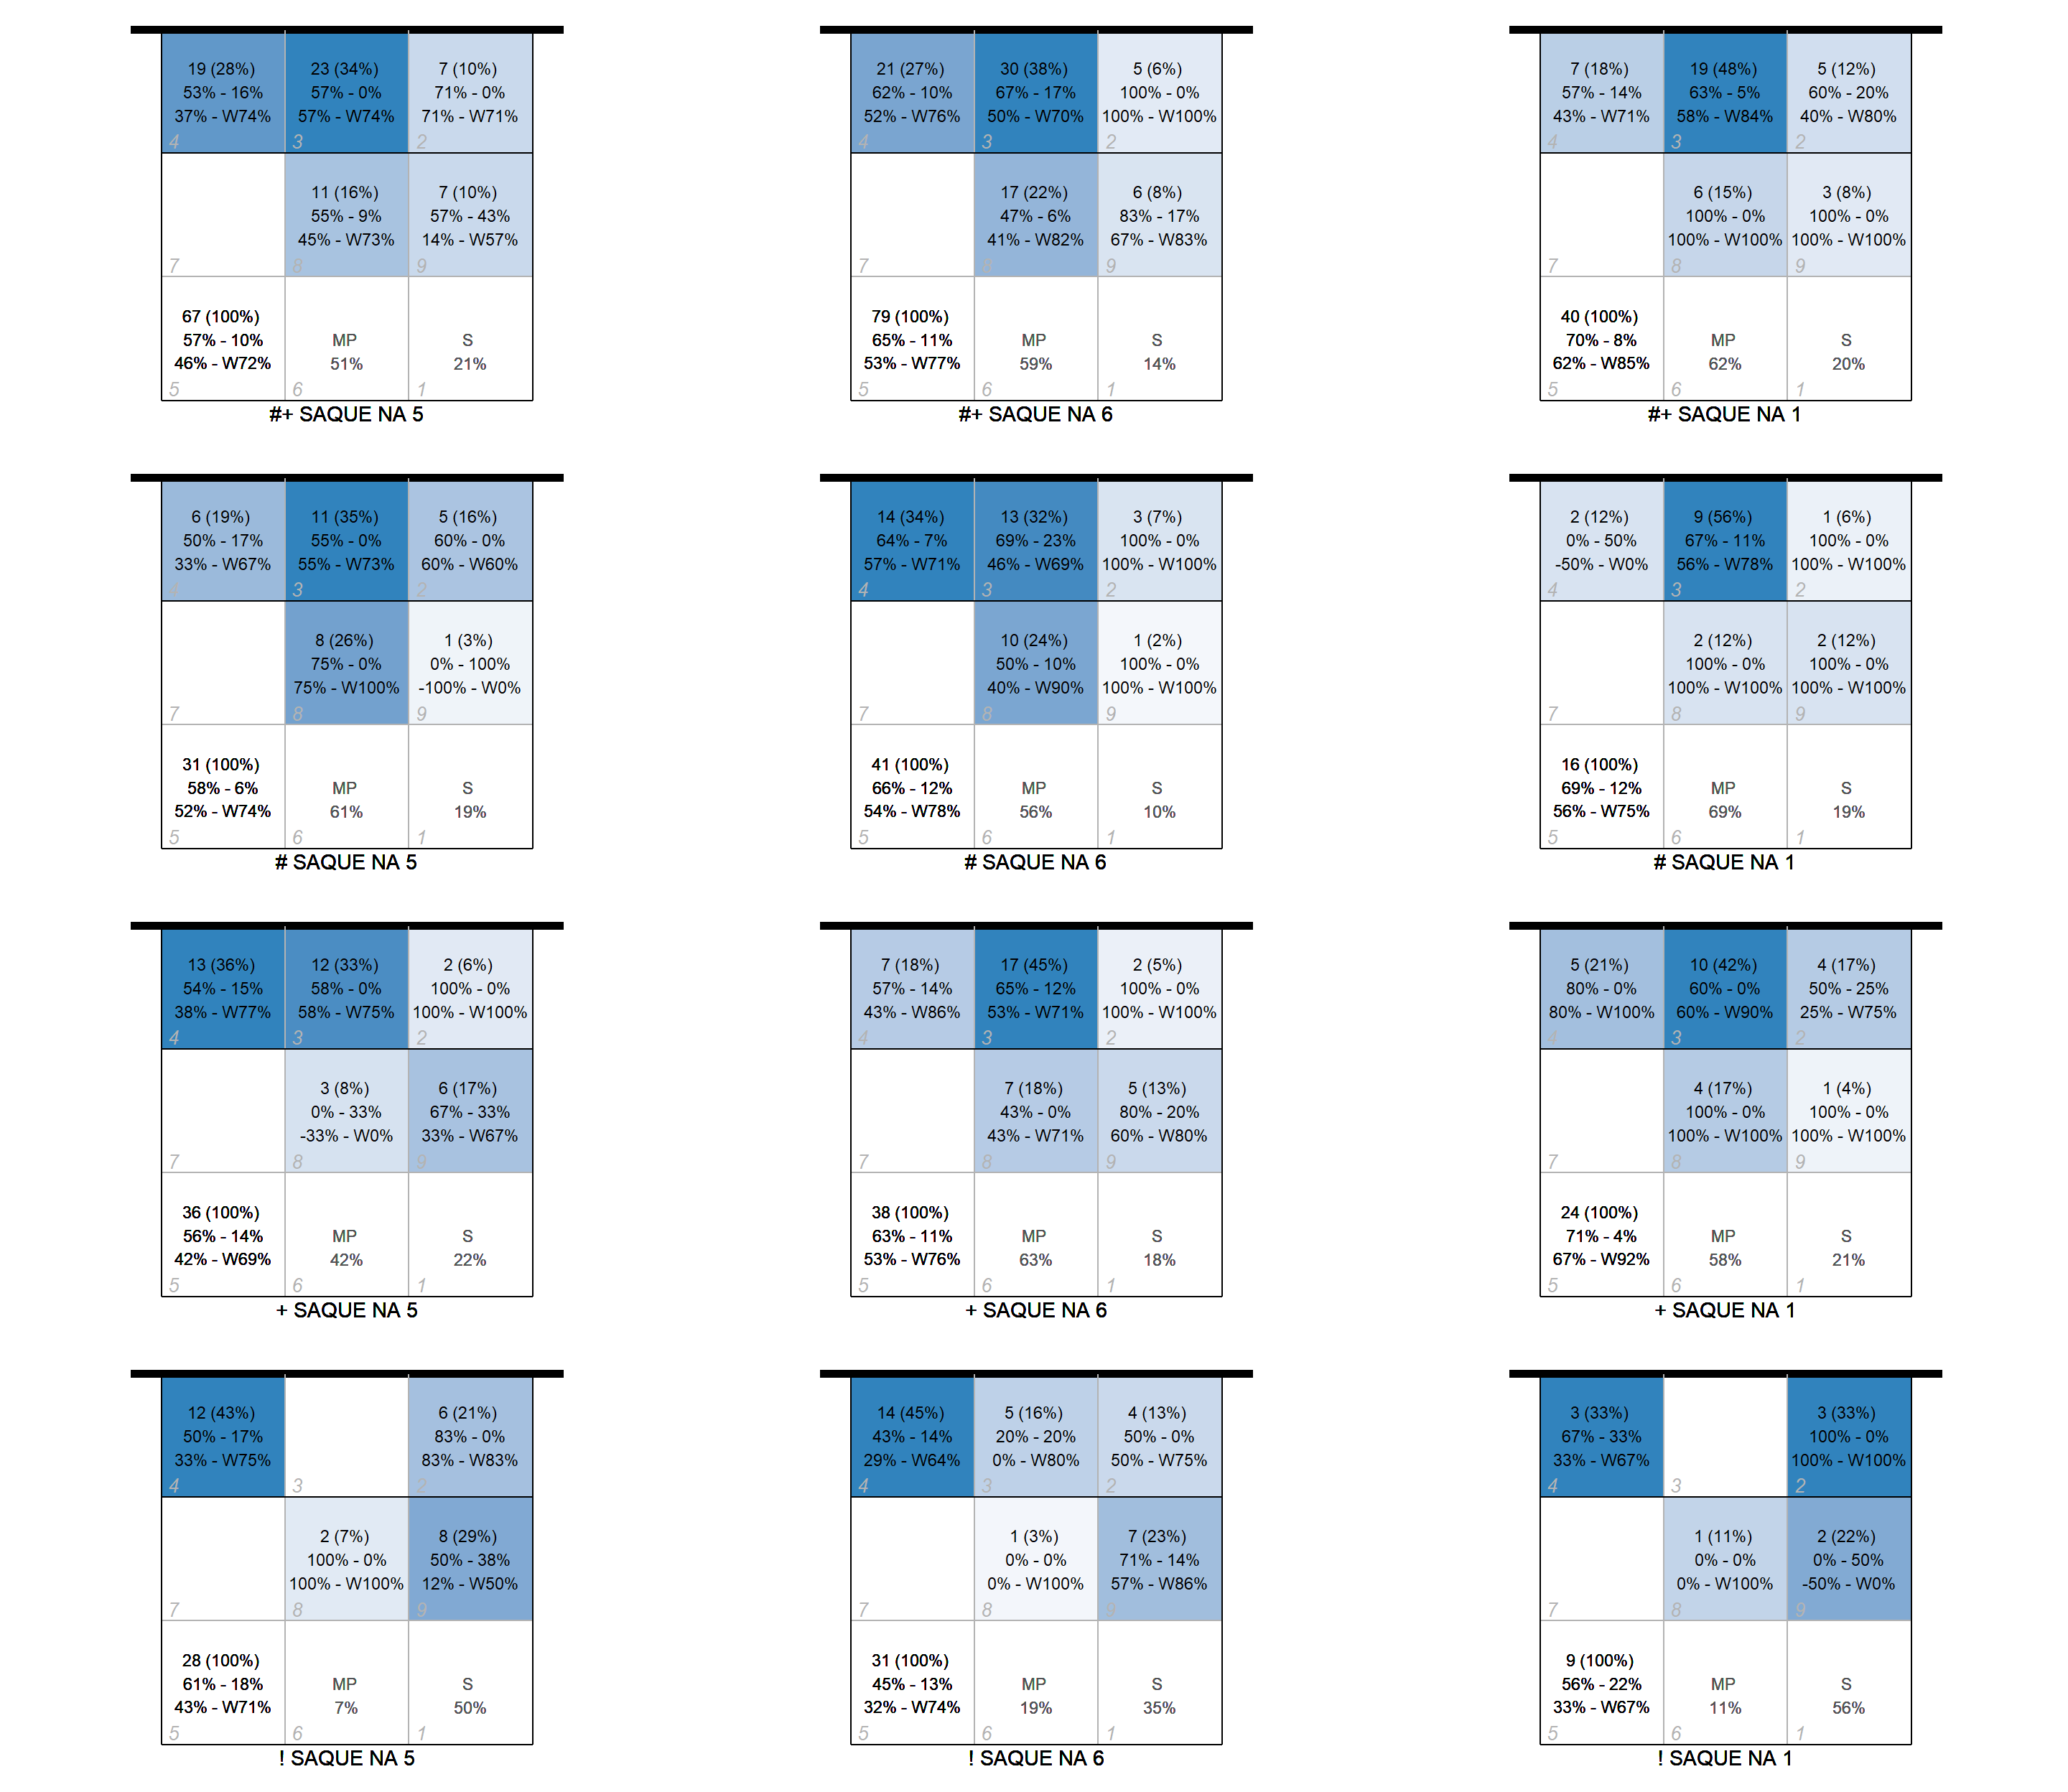 19 (28%)
53% - 16%
37% - W74%
4
23 (34%)
57% - 0%
57% - W74%
3
7 (10%)
71% - 0%
71% - W71%
2
7
11 (16%)
55% - 9%
45% - W73%
8
7 (10%)
57% - 43%
14% - W57%
9
67 (100%)
57% - 10%
46% - W72%
5
MP
51%
6
S
21%
1
#+ SAQUE NA 5
21 (27%)
62% - 10%
52% - W76%
4
30 (38%)
67% - 17%
50% - W70%
3
5 (6%)
100% - 0%
100% - W100%
2
7
17 (22%)
47% - 6%
41% - W82%
8
6 (8%)
83% - 17%
67% - W83%
9
79 (100%)
65% - 11%
53% - W77%
5
MP
59%
6
S
14%
1
#+ SAQUE NA 6
7 (18%)
57% - 14%
43% - W71%
4
19 (48%)
63% - 5%
58% - W84%
3
5 (12%)
60% - 20%
40% - W80%
2
7
6 (15%)
100% - 0%
100% - W100%
8
3 (8%)
100% - 0%
100% - W100%
9
40 (100%)
70% - 8%
62% - W85%
5
MP
62%
6
S
20%
1
#+ SAQUE NA 1
6 (19%)
50% - 17%
33% - W67%
4
11 (35%)
55% - 0%
55% - W73%
3
5 (16%)
60% - 0%
60% - W60%
2
7
8 (26%)
75% - 0%
75% - W100%
8
1 (3%)
0% - 100%
-100% - W0%
9
31 (100%)
58% - 6%
52% - W74%
5
MP
61%
6
S
19%
1
# SAQUE NA 5
14 (34%)
64% - 7%
57% - W71%
4
13 (32%)
69% - 23%
46% - W69%
3
3 (7%)
100% - 0%
100% - W100%
2
7
10 (24%)
50% - 10%
40% - W90%
8
1 (2%)
100% - 0%
100% - W100%
9
41 (100%)
66% - 12%
54% - W78%
5
MP
56%
6
S
10%
1
# SAQUE NA 6
2 (12%)
0% - 50%
-50% - W0%
4
9 (56%)
67% - 11%
56% - W78%
3
1 (6%)
100% - 0%
100% - W100%
2
7
2 (12%)
100% - 0%
100% - W100%
8
2 (12%)
100% - 0%
100% - W100%
9
16 (100%)
69% - 12%
56% - W75%
5
MP
69%
6
S
19%
1
# SAQUE NA 1
13 (36%)
54% - 15%
38% - W77%
4
12 (33%)
58% - 0%
58% - W75%
3
2 (6%)
100% - 0%
100% - W100%
2
7
3 (8%)
0% - 33%
-33% - W0%
8
6 (17%)
67% - 33%
33% - W67%
9
36 (100%)
56% - 14%
42% - W69%
5
MP
42%
6
S
22%
1
+ SAQUE NA 5
7 (18%)
57% - 14%
43% - W86%
4
17 (45%)
65% - 12%
53% - W71%
3
2 (5%)
100% - 0%
100% - W100%
2
7
7 (18%)
43% - 0%
43% - W71%
8
5 (13%)
80% - 20%
60% - W80%
9
38 (100%)
63% - 11%
53% - W76%
5
MP
63%
6
S
18%
1
+ SAQUE NA 6
5 (21%)
80% - 0%
80% - W100%
4
10 (42%)
60% - 0%
60% - W90%
3
4 (17%)
50% - 25%
25% - W75%
2
7
4 (17%)
100% - 0%
100% - W100%
8
1 (4%)
100% - 0%
100% - W100%
9
24 (100%)
71% - 4%
67% - W92%
5
MP
58%
6
S
21%
1
+ SAQUE NA 1
12 (43%)
50% - 17%
33% - W75%
4
3
6 (21%)
83% - 0%
83% - W83%
2
7
2 (7%)
100% - 0%
100% - W100%
8
8 (29%)
50% - 38%
12% - W50%
9
28 (100%)
61% - 18%
43% - W71%
5
MP
7%
6
S
50%
1
! SAQUE NA 5
14 (45%)
43% - 14%
29% - W64%
4
5 (16%)
20% - 20%
0% - W80%
3
4 (13%)
50% - 0%
50% - W75%
2
7
1 (3%)
0% - 0%
0% - W100%
8
7 (23%)
71% - 14%
57% - W86%
9
31 (100%)
45% - 13%
32% - W74%
5
MP
19%
6
S
35%
1
! SAQUE NA 6
3 (33%)
67% - 33%
33% - W67%
4
3
3 (33%)
100% - 0%
100% - W100%
2
7
1 (11%)
0% - 0%
0% - W100%
8
2 (22%)
0% - 50%
-50% - W0%
9
9 (100%)
56% - 22%
33% - W67%
5
MP
11%
6
S
56%
1
! SAQUE NA 1